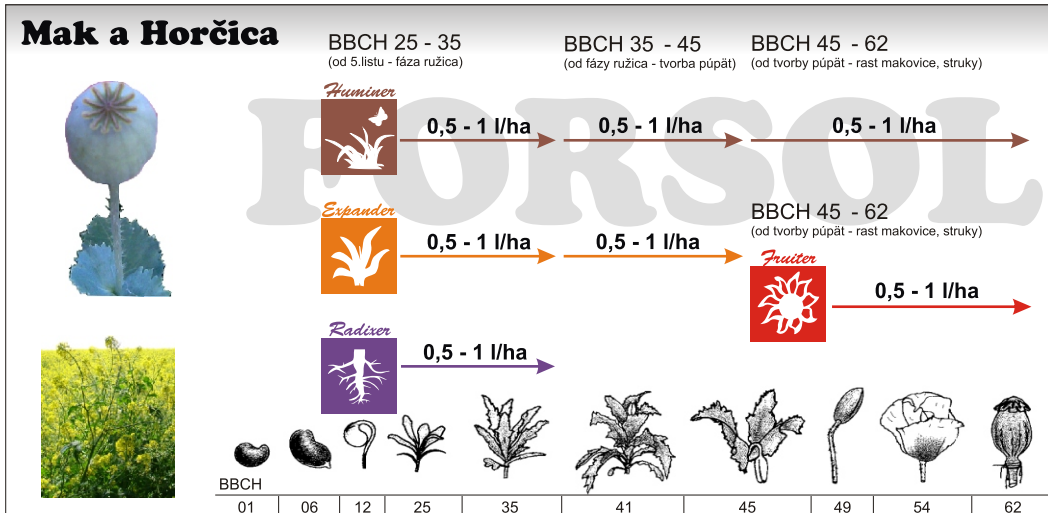 Mak a Horčica
BBCH 25 - 35
(od 5.listu - fáza ružica)
BBCH 35 - 45
(od fázy ružica - tvorba púpät)
BBCH 45 - 62
(od tvorby púpät - rast makovice, struky)
FORSOL
Huminer
0,5 - 1 l/ha
0,5 - 1 l/ha
0,5 - 1 l/ha
Expander
0,5 - 1 l/ha
0,5 - 1 l/ha
BBCH 45 - 62
(od tvorby púpät - rast makovice, struky)
Fruiter
0,5 - 1 l/ha
Radixer
0,5 - 1 l/ha
BBCH
01 06 12 25 35 41 45 49 54 62